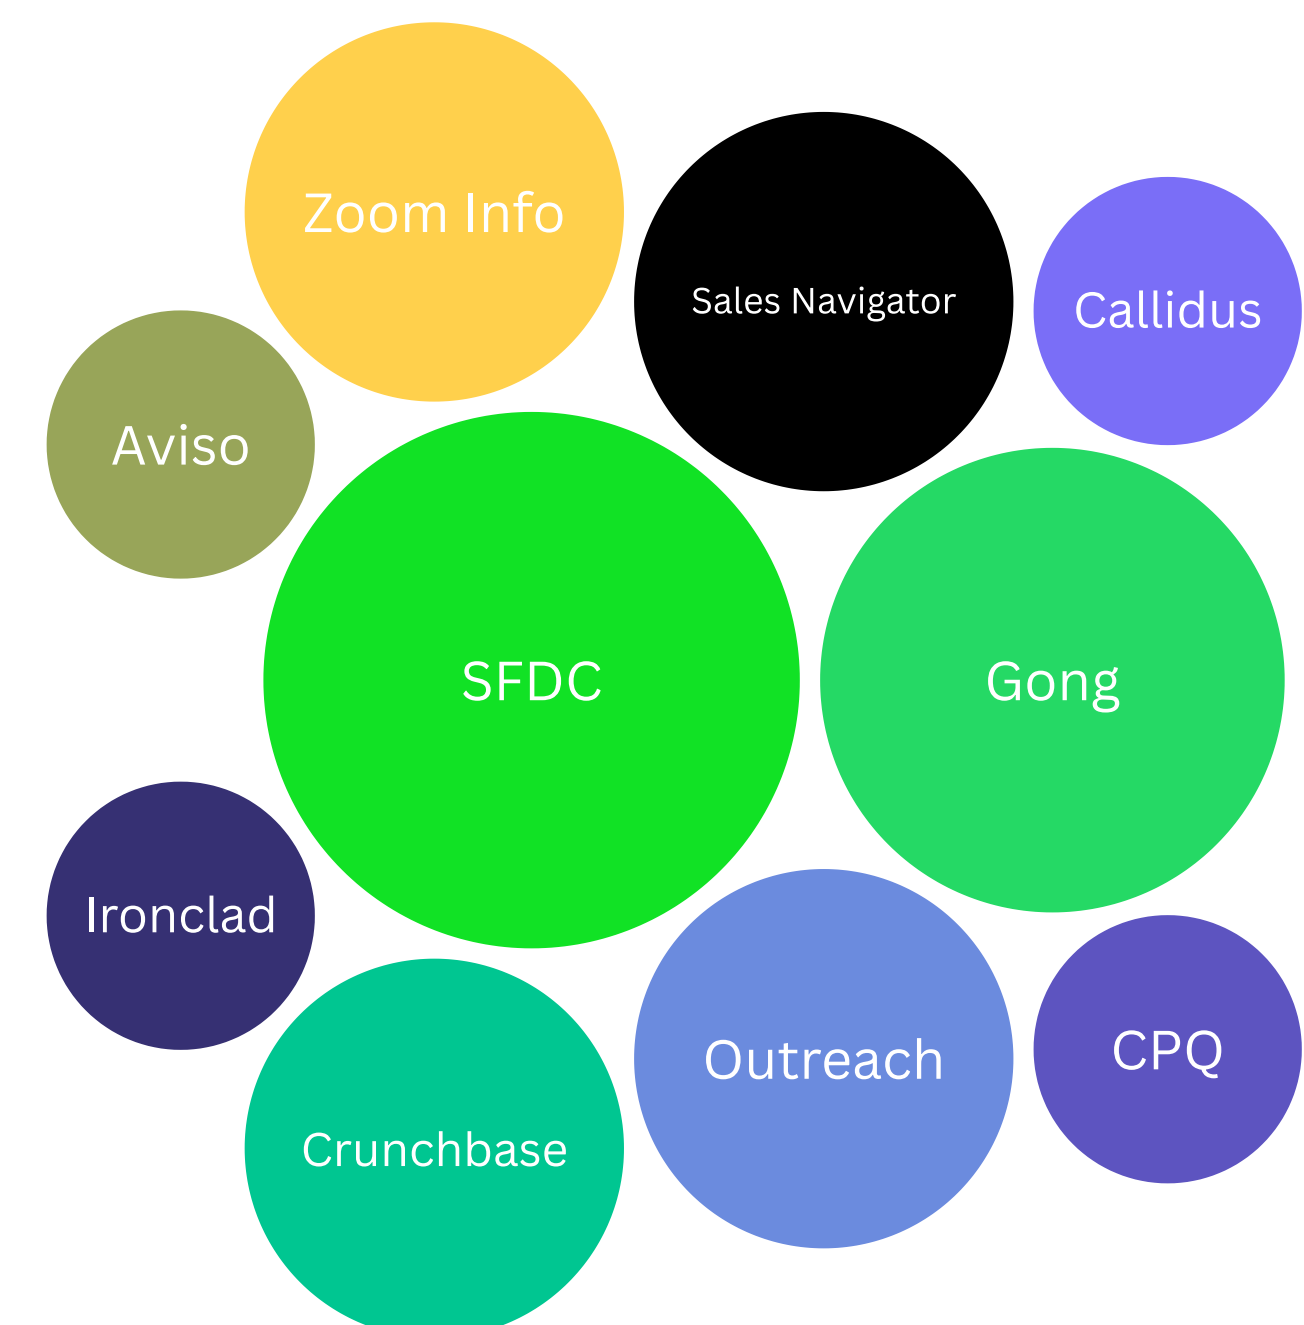 Zoom Info
Sales Navigator
Callidus
Aviso
SFDC
Gong
Ironclad
Outreach
CPQ
Crunchbase